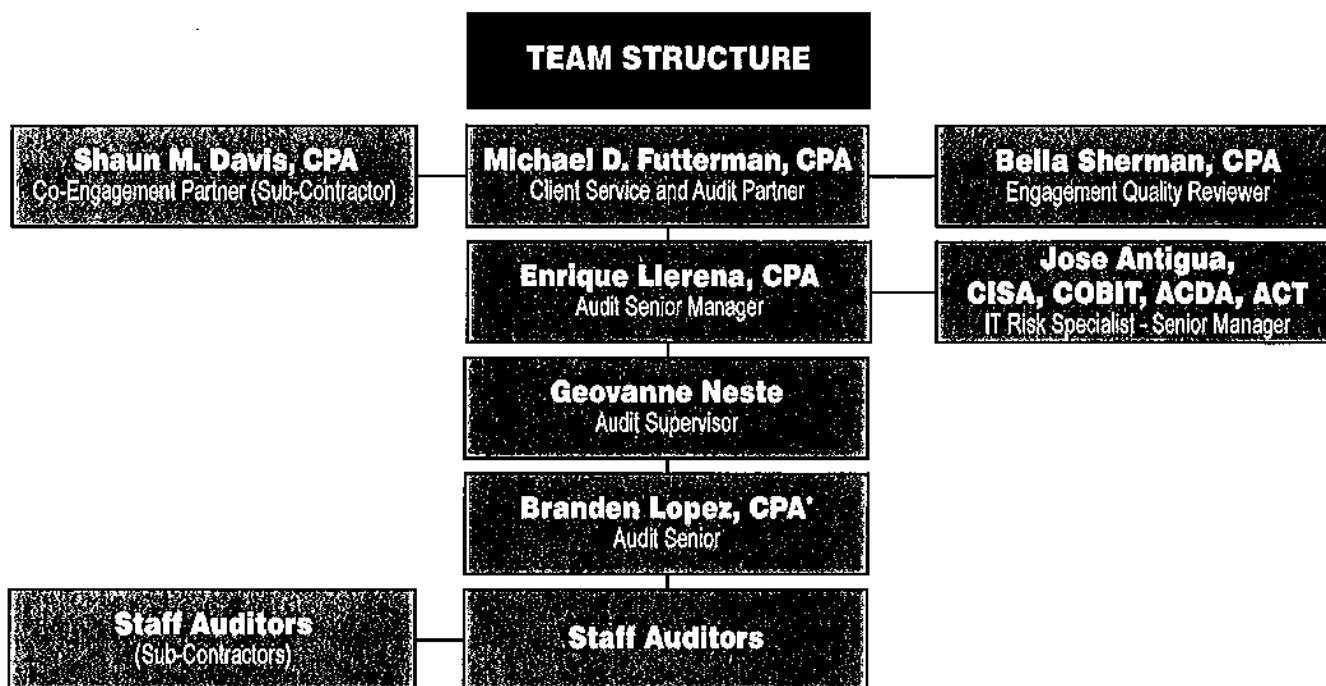 TEAM STRUCTURE
Shaun M. Davis, CPA
Co-Engagement Partner (Sub-Contractor)
Michael D. Futterman, CPA
Client Service and Audit Partner
Bella Sherman, CPA
Engagement Quality Reviewer
Enrique Llerena, CPA
Audit Senior Manager
Jose Antigua,
CISA, COBIT, ACDA, ACT
IT Risk Specialist - Senior Manager
Geovanne Neste
Audit Supervisor
Branden Lopez, CPA*
Audit Senior
Staff Auditors
(Sub-Contractors)
Staff Auditors